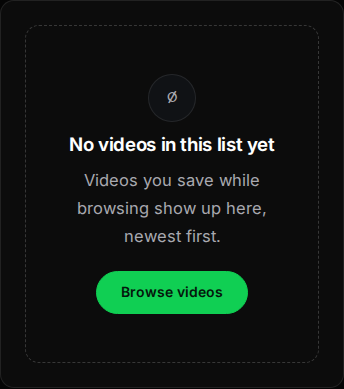 Ø
No videos in this list yet
Videos you save while
browsing show up here,
newest first.
Browse videos